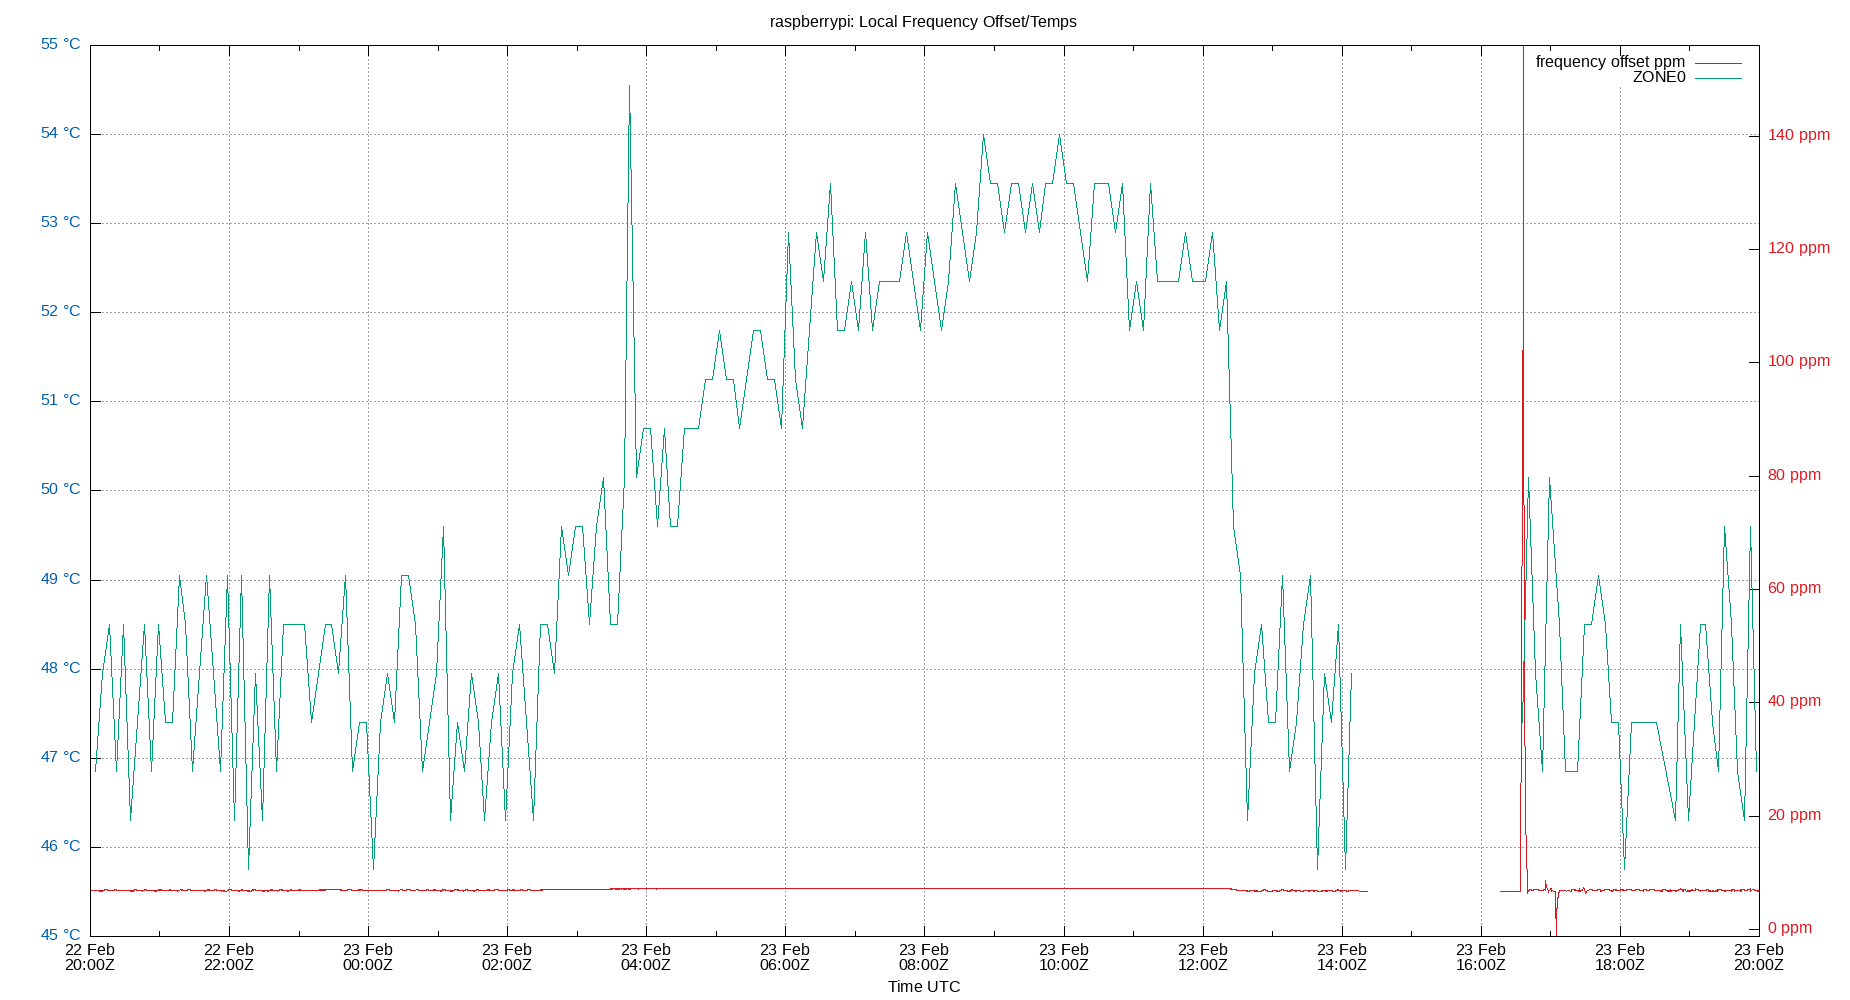 raspberrypi: Local Frequency Offset/Temps
55 °C
54 °C
53 °C
52 °C
51 °C
50 °C
49 °C
48 °C
47 °C
46 °C
45 °C
frequency offset ppm
ZONE0
140 ppm
120 ppm
100 ppm
80 ppm
60 ppm
40 ppm
20 ppm
0 ppm
22 Feb
20:00Z
22 Feb
22:00Z
23 Feb
00:00Z
23 Feb
02:00Z
23 Feb
04:00Z
23 Feb
06:00Z
23 Feb
08:00Z
23 Feb
10:00Z
23 Feb
12:00Z
23 Feb
14:00Z
23 Feb
16:00Z
23 Feb
18:00Z
23 Feb
20:00Z
Time UTC